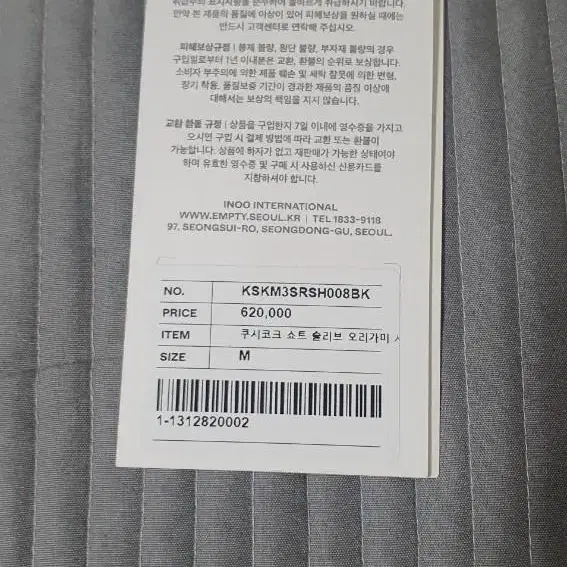 만약 본 제품의 품질에 이상이 있어 피해보상을 원하실 때에는
반드시 고객센터로 연락해 주십시오.
피해보상규정 | 봉제 불량, 원단 불량, 부자재 불량의 경우
구입일로부터 1년 이내분은 교환, 환불의 순위로 보상합니다.
소비자 부주의에 의한 제품 훼손 및 세탁 잘못에 의한 변형,
장기 착용, 품질보증 기간이 경과한 제품의 품질 이상에
대해서는 보상의 책임을 지지 않습니다.
교환 환불 규정 | 상품을 구입한지 7일 이내에 영수증을 가지고
오시면 구입 시 결제 방법에 따라 교환 또는 환불이
가능합니다. 상품에 하자가 없고 재판매가 가능한 상태여야
하며 유효한 영수증 및 구매 시 사용하신 신용카드를
지참하셔야 합니다.
INOO INTERNATIONAL
WWW.EMPTY.SEOUL.KR | TEL 1833-9118
97, SEONGSUI-RO, SEONGDONG-GU, SEOUL.
NO. KSKM3SRSH008BK
PRICE 620,000
ITEM 쿠시코크 쇼트 슬리브 오리가미
SIZE M
1-1312820002